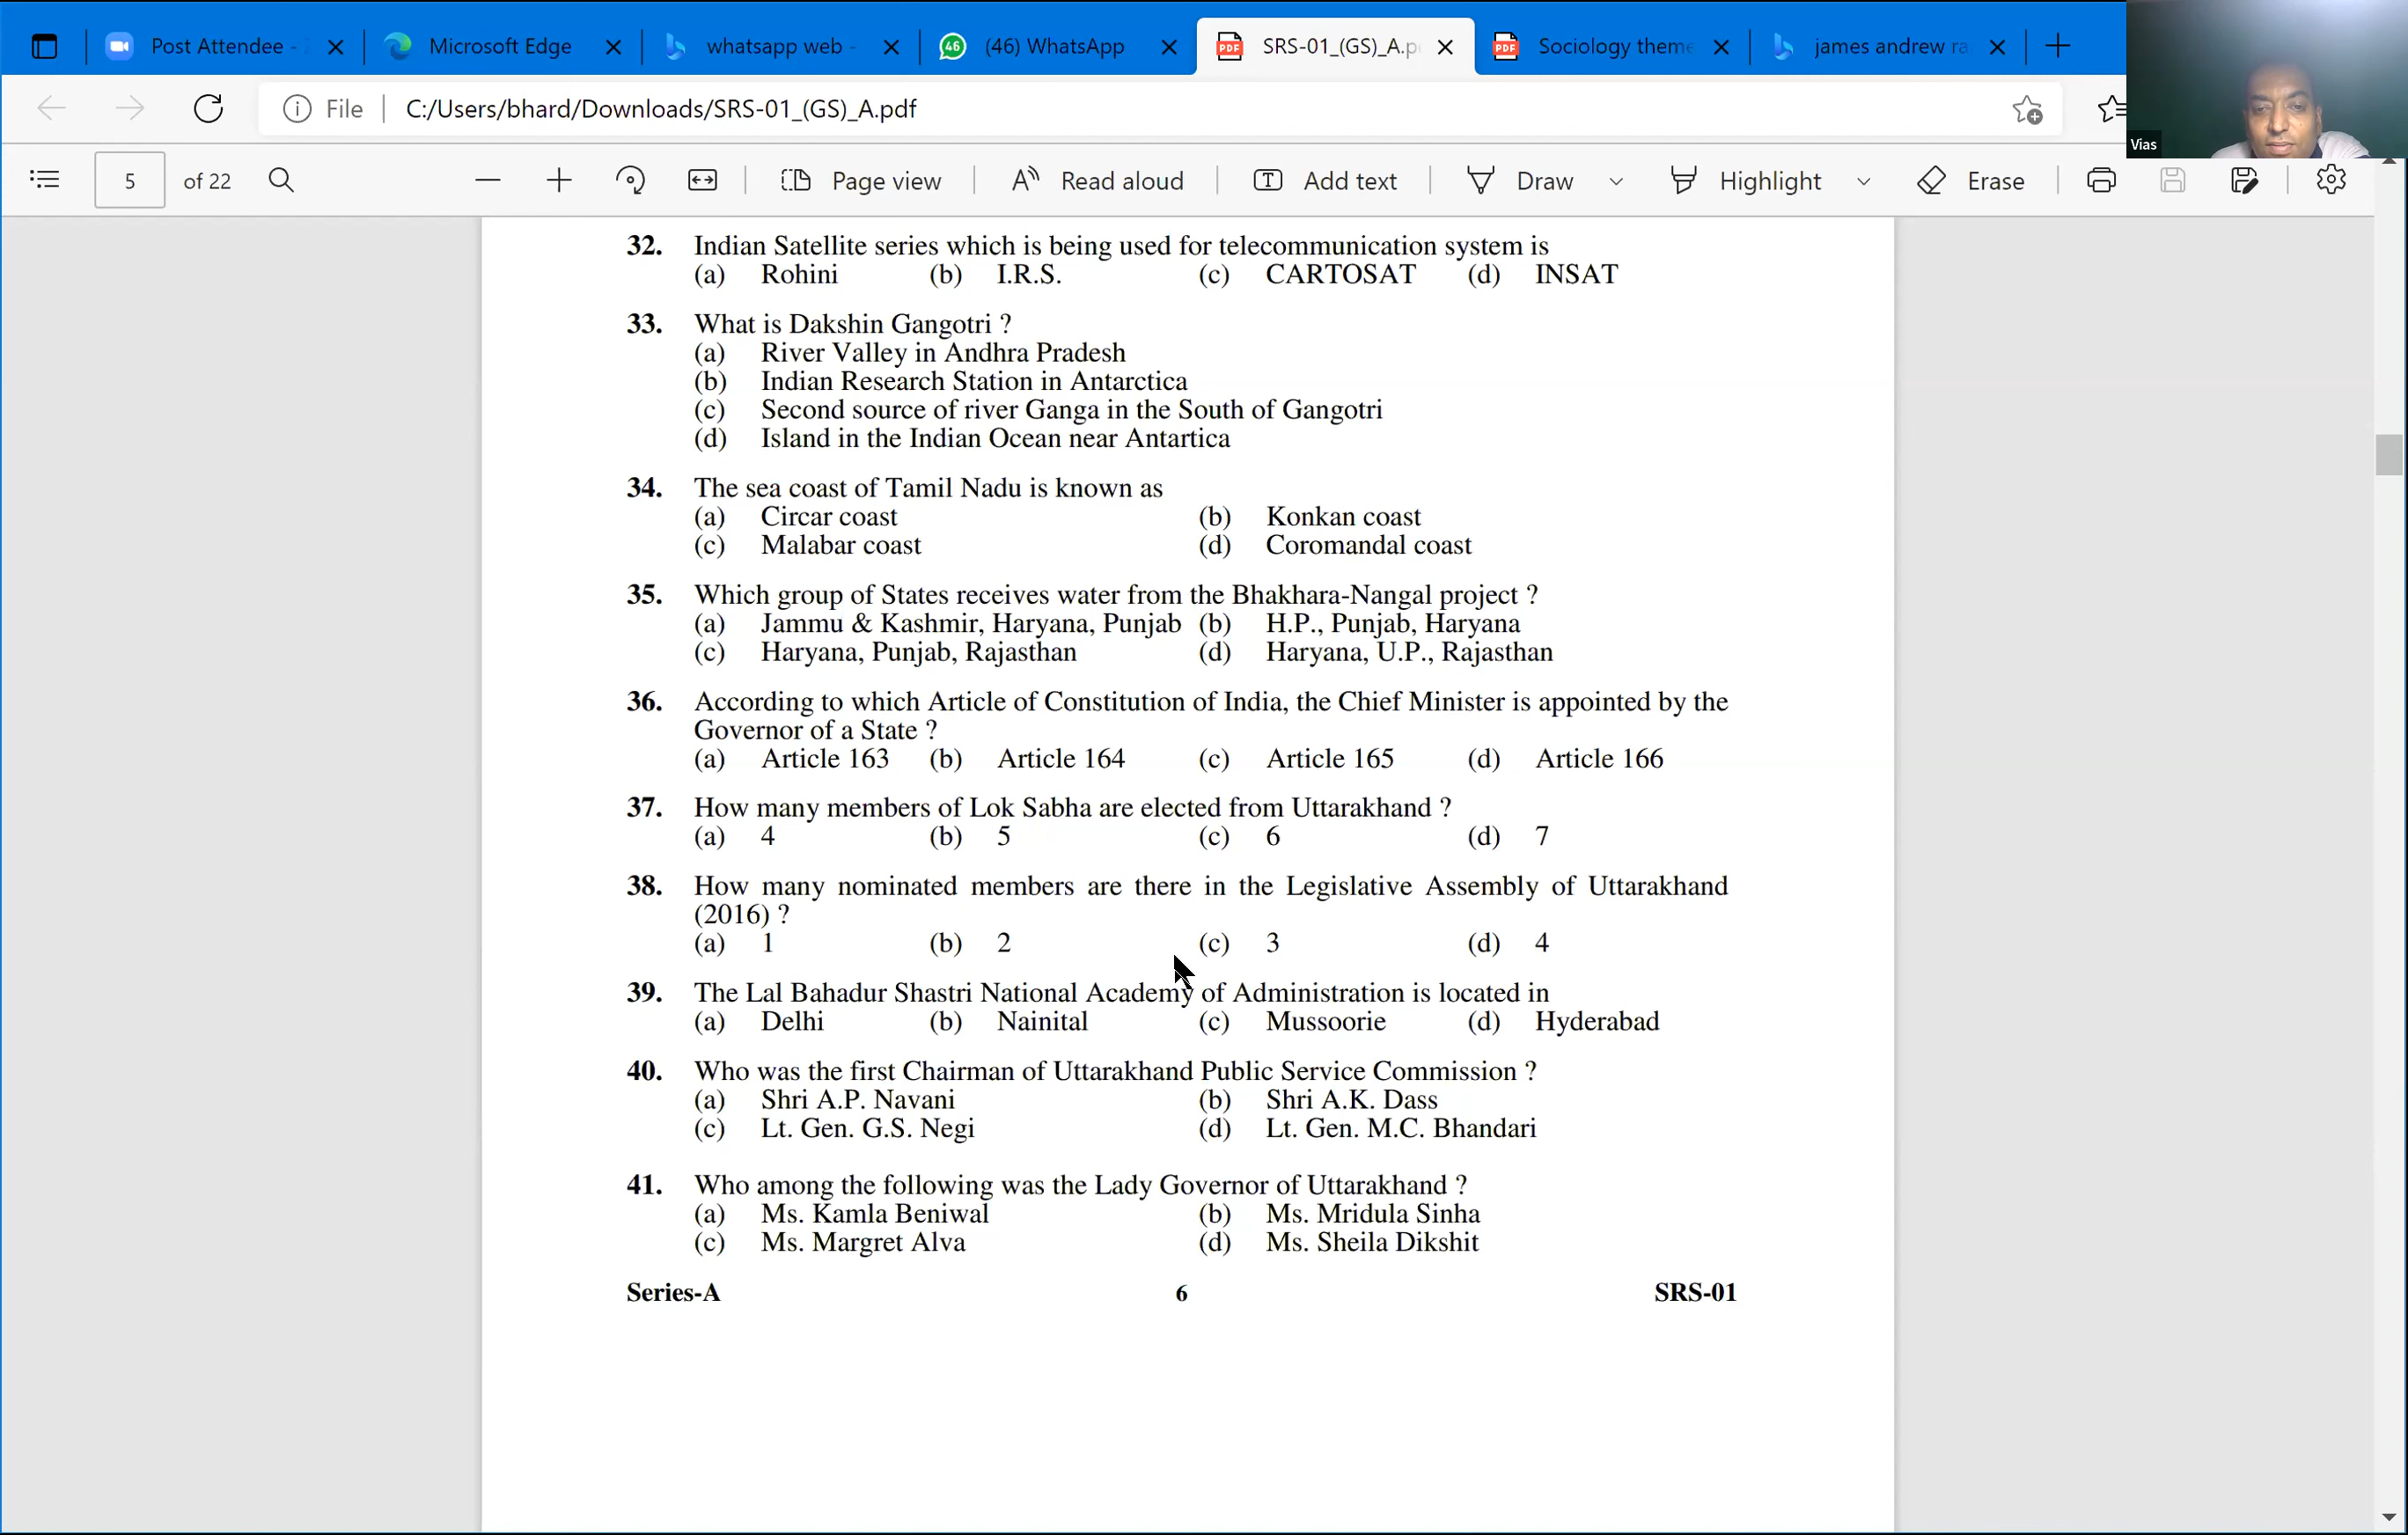 Post Attendee -
Microsoft Edge
whatsapp web -
46
(46) WhatsApp
PDF
SRS-01_(GS)_A.p
PDF
Sociology theme
james andrew ra
File
C:/Users/bhard/Downloads/SRS-01_(GS)_A.pdf
Vias
5
of 22
Page view
Read aloud
Add text
Draw
Highlight
Erase
32. Indian Satellite series which is being used for telecommunication system is
(a) Rohini (b) I.R.S. (c) CARTOSAT (d) INSAT
33. What is Dakshin Gangotri ?
(a) River Valley in Andhra Pradesh
(b) Indian Research Station in Antarctica
(c) Second source of river Ganga in the South of Gangotri
(d) Island in the Indian Ocean near Antartica
34. The sea coast of Tamil Nadu is known as
(a) Circar coast (b) Konkan coast
(c) Malabar coast (d) Coromandal coast
35. Which group of States receives water from the Bhakhara-Nangal project ?
(a) Jammu & Kashmir, Haryana, Punjab (b) H.P., Punjab, Haryana
(c) Haryana, Punjab, Rajasthan (d) Haryana, U.P., Rajasthan
36. According to which Article of Constitution of India, the Chief Minister is appointed by the
Governor of a State ?
(a) Article 163 (b) Article 164 (c) Article 165 (d) Article 166
37. How many members of Lok Sabha are elected from Uttarakhand ?
(a) 4 (b) 5 (c) 6 (d) 7
38. How many nominated members are there in the Legislative Assembly of Uttarakhand
(2016) ?
(a) 1 (b) 2 (c) 3 (d) 4
39. The Lal Bahadur Shastri National Academy of Administration is located in
(a) Delhi (b) Nainital (c) Mussoorie (d) Hyderabad
40. Who was the first Chairman of Uttarakhand Public Service Commission ?
(a) Shri A.P. Navani (b) Shri A.K. Dass
(c) Lt. Gen. G.S. Negi (d) Lt. Gen. M.C. Bhandari
41. Who among the following was the Lady Governor of Uttarakhand ?
(a) Ms. Kamla Beniwal (b) Ms. Mridula Sinha
(c) Ms. Margret Alva (d) Ms. Sheila Dikshit
Series-A 6 SRS-01